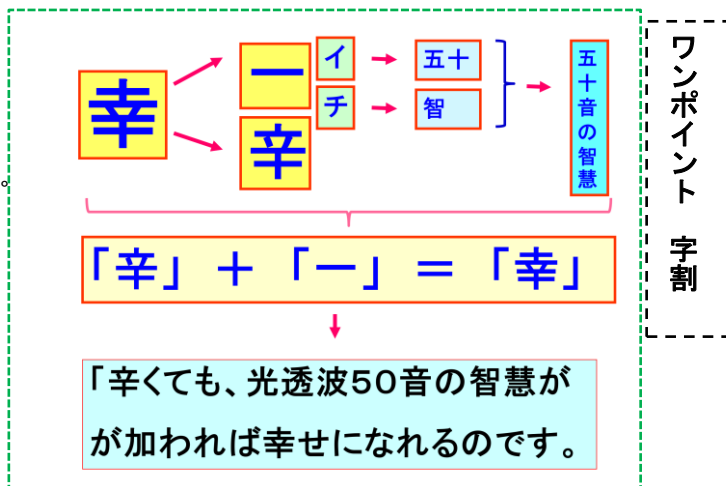 ワンポイント 字割
幸
一
辛
イ
チ
五十
智
五十音の智慧
。
「辛」 + 「一」 = 「幸」
「辛くても、光透波50音の智慧が
が加われば幸せになれるのです。